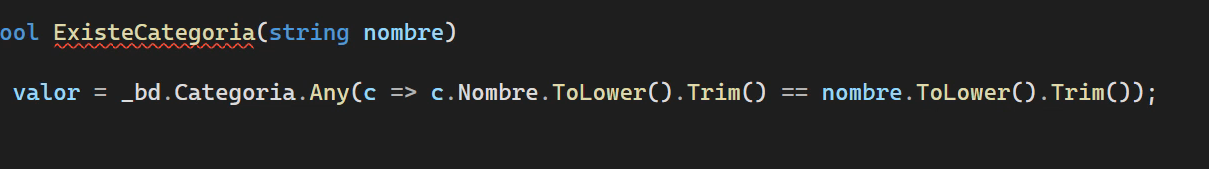 ool ExisteCategoria(string nombre)
valor = _bd.Categoria.Any(c => c.Nombre.ToLower().Trim() == nombre.ToLower().Trim());